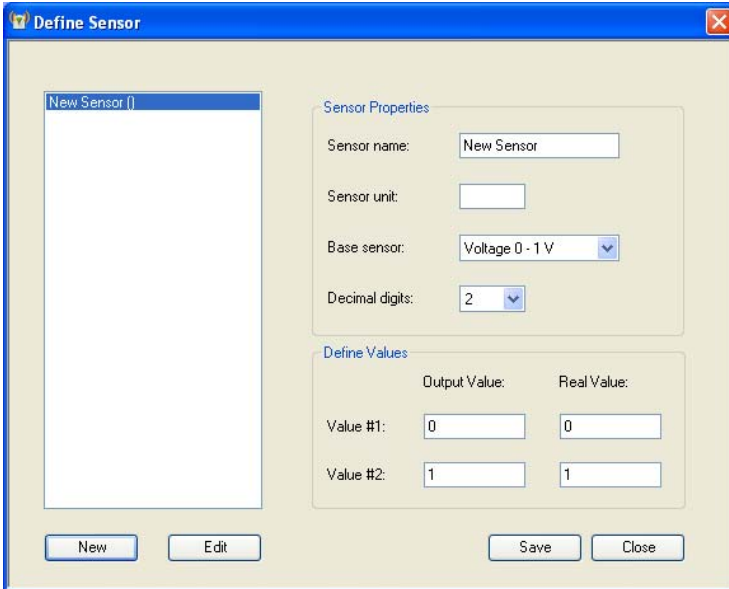 Define Sensor
New Sensor ()
Sensor Properties
Sensor name: New Sensor
Sensor unit:
Base sensor: Voltage 0 - 1 V
Decimal digits: 2
Define Values
Output Value: Real Value:
Value #1: 0 0
Value #2: 1 1
New Edit Save Close